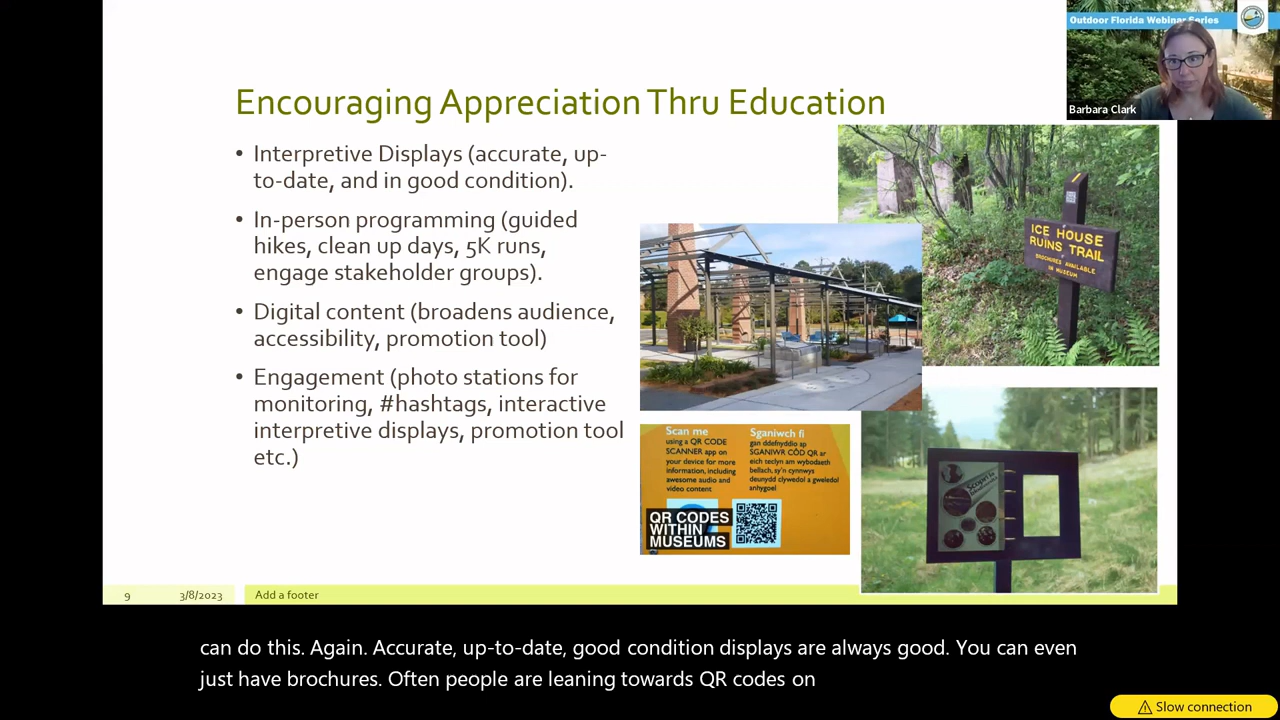 Outdoor Florida Webinar Series
Barbara Clark
Encouraging Appreciation Thru Education
• Interpretive Displays (accurate, up-
to-date, and in good condition).
• In-person programming (guided
hikes, clean up days, 5K runs,
engage stakeholder groups).
• Digital content (broadens audience,
accessibility, promotion tool)
• Engagement (photo stations for
monitoring, #hashtags, interactive
interpretive displays, promotion tool
etc.)
ICE HOUSE
RUINS TRAIL
BROCHURES AVAILABLE
IN MUSEUM
Scan me
using a QR CODE
SCANNER app on
your device for more
information, including
awesome audio and
video content
Sganiwch fi
gan ddefnyddio ap
SGANIWR CÔD QR ar
eich teclyn am wybodaeth
bellach, sy'n cynnwys
deunydd clywedol a gweledol
anhygoel
QR CODES
WITHIN
MUSEUMS
9
3/8/2023
Add a footer
can do this. Again. Accurate, up-to-date, good condition displays are always good. You can even
just have brochures. Often people are leaning towards QR codes on
Slow connection